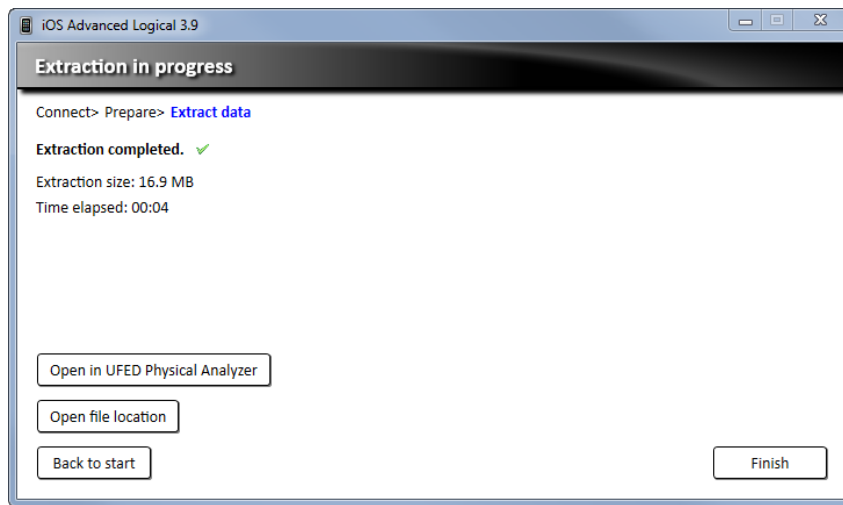 iOS Advanced Logical 3.9
Extraction in progress
Connect> Prepare> Extract data
Extraction completed.
Extraction size: 16.9 MB
Time elapsed: 00:04
Open in UFED Physical Analyzer
Open file location
Back to start
Finish